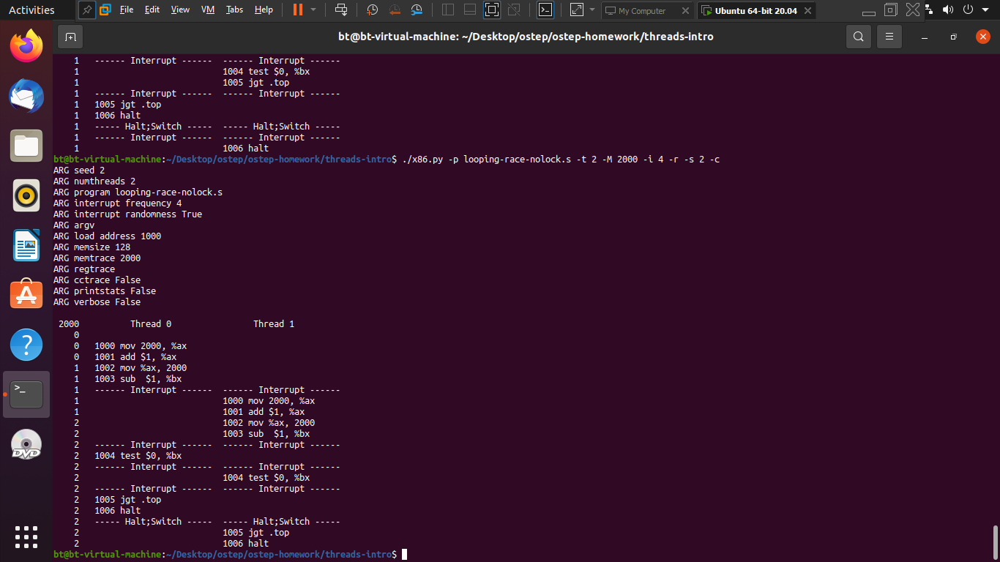 Activities
File Edit View VM Tabs Help
My Computer
Ubuntu 64-bit 20.04
bt@bt-virtual-machine: ~/Desktop/ostep/ostep-homework/threads-intro
1   ------ Interrupt ------  ------ Interrupt ------
1                            1004 test $0, %bx
1                            1005 jgt .top
1   ------ Interrupt ------  ------ Interrupt ------
1   1005 jgt .top
1   1006 halt
1   ----- Halt;Switch -----  ----- Halt;Switch -----
1   ------ Interrupt ------  ------ Interrupt ------
1                            1006 halt
bt@bt-virtual-machine:~/Desktop/ostep/ostep-homework/threads-intro$ ./x86.py -p looping-race-nolock.s -t 2 -M 2000 -i 4 -r -s 2 -c
ARG seed 2
ARG numthreads 2
ARG program looping-race-nolock.s
ARG interrupt frequency 4
ARG interrupt randomness True
ARG argv
ARG load address 1000
ARG memsize 128
ARG memtrace 2000
ARG regtrace
ARG cctrace False
ARG printstats False
ARG verbose False
2000          Thread 0                Thread 1
0
0   1000 mov 2000, %ax
0   1001 add $1, %ax
1   1002 mov %ax, 2000
1   1003 sub  $1, %bx
1   ------ Interrupt ------  ------ Interrupt ------
1                            1000 mov 2000, %ax
1                            1001 add $1, %ax
2                            1002 mov %ax, 2000
2                            1003 sub  $1, %bx
2   ------ Interrupt ------  ------ Interrupt ------
2   1004 test $0, %bx
2   ------ Interrupt ------  ------ Interrupt ------
2                            1004 test $0, %bx
2   ------ Interrupt ------  ------ Interrupt ------
2   1005 jgt .top
2   1006 halt
2   ----- Halt;Switch -----  ----- Halt;Switch -----
2                            1005 jgt .top
2                            1006 halt
bt@bt-virtual-machine:~/Desktop/ostep/ostep-homework/threads-intro$
DVD